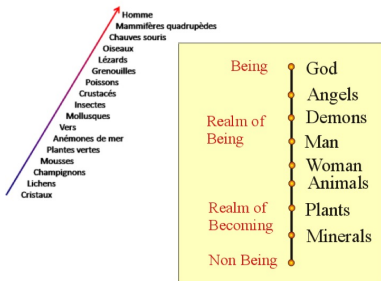 Homme
Mammifères quadrupèdes
Chauves souris
Oiseaux
Lézards
Grenouilles
Poissons
Crustacés
Insectes
Mollusques
Vers
Anémones de mer
Plantes vertes
Mousses
Champignons
Lichens
Cristaux
Being
God
Angels
Demons
Realm of
Being
Man
Woman
Animals
Realm of
Becoming
Plants
Minerals
Non Being